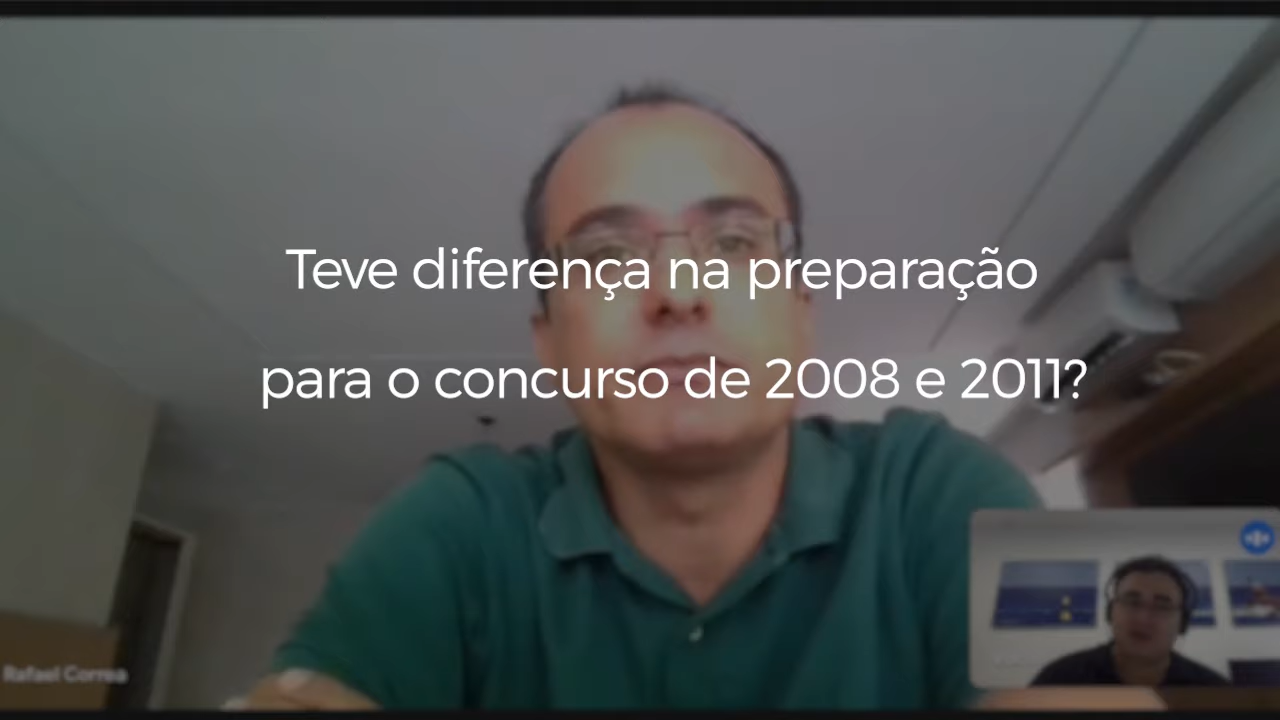 Teve diferença na preparação
para o concurso de 2008 e 2011?
Rafael Correa